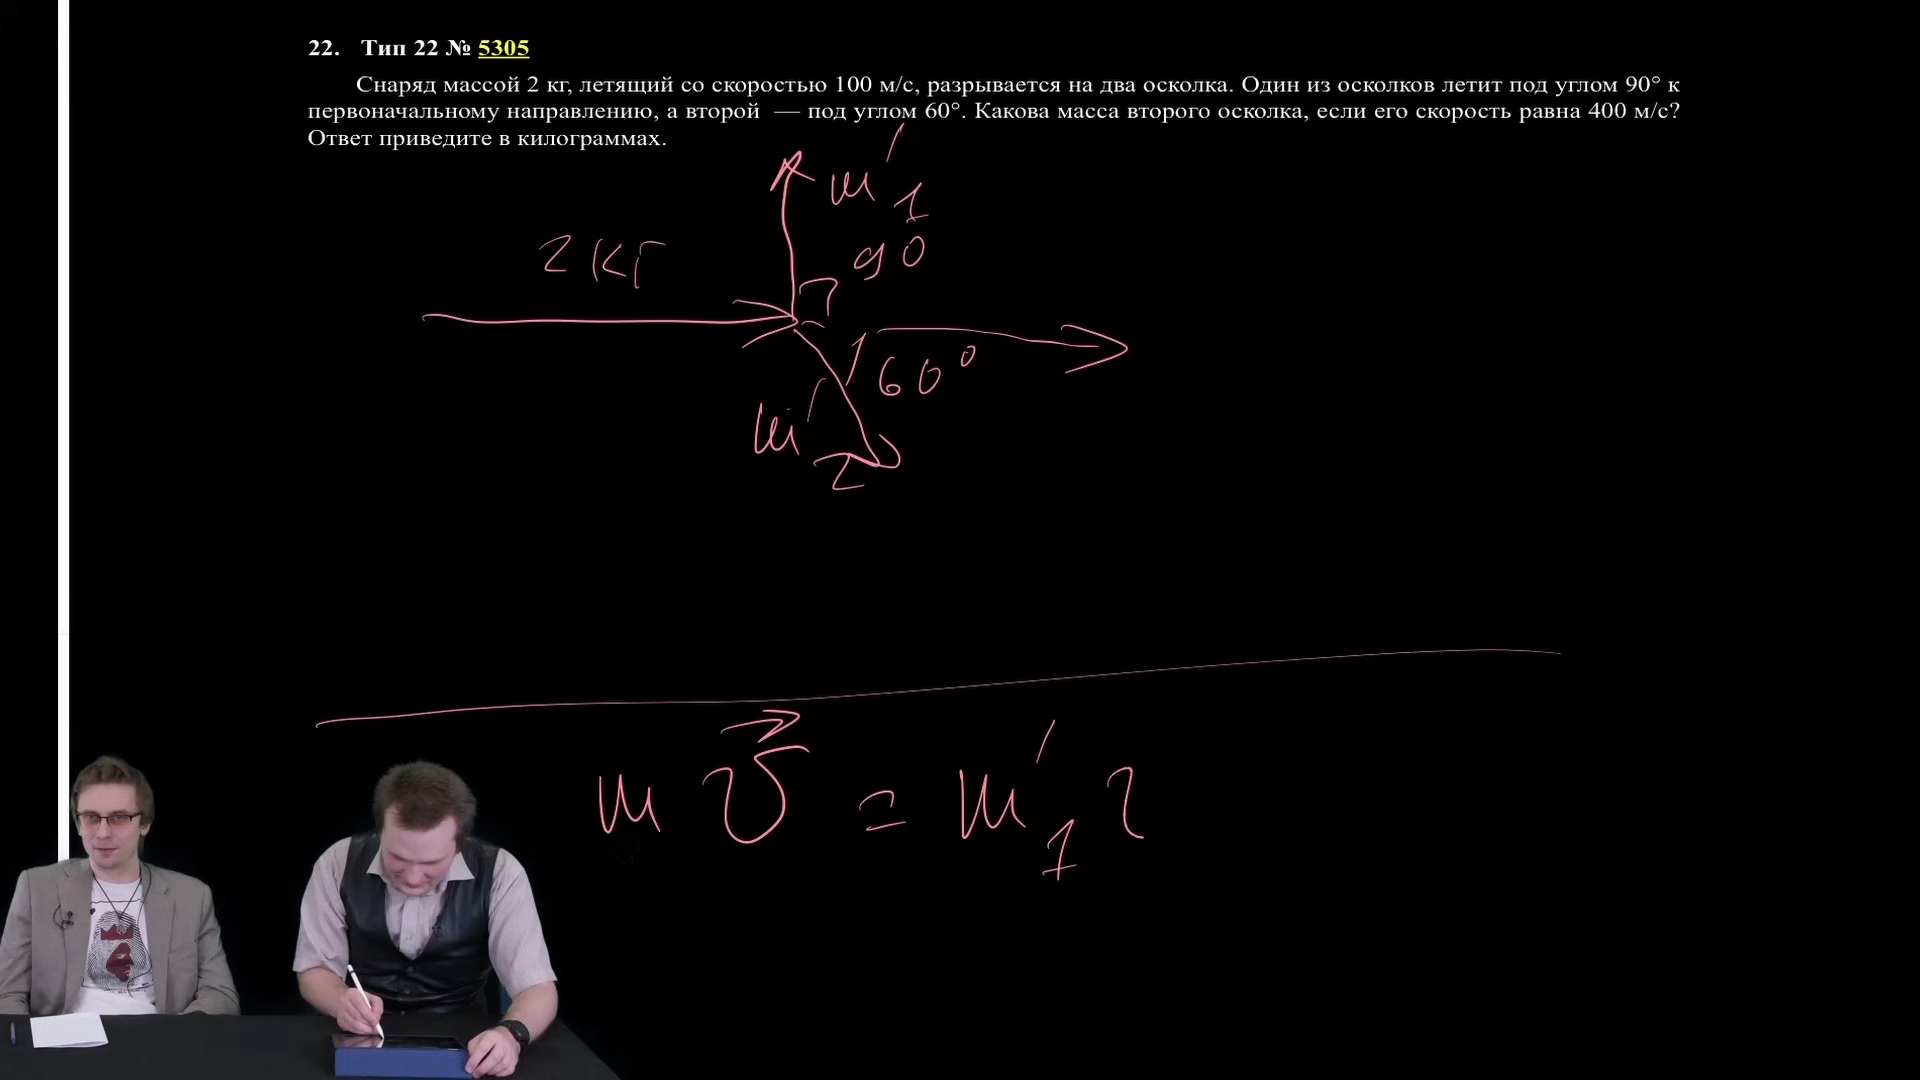 22. Тип 22 № 5305
Снаряд массой 2 кг, летящий со скоростью 100 м/с, разрывается на два осколка. Один из осколков летит под углом 90° к
первоначальному направлению, а второй — под углом 60°. Какова масса второго осколка, если его скорость равна 400 м/с?
Ответ приведите в килограммах.
m′₁
2 кг
90
60°
m′₂
m v⃗ = m′₁